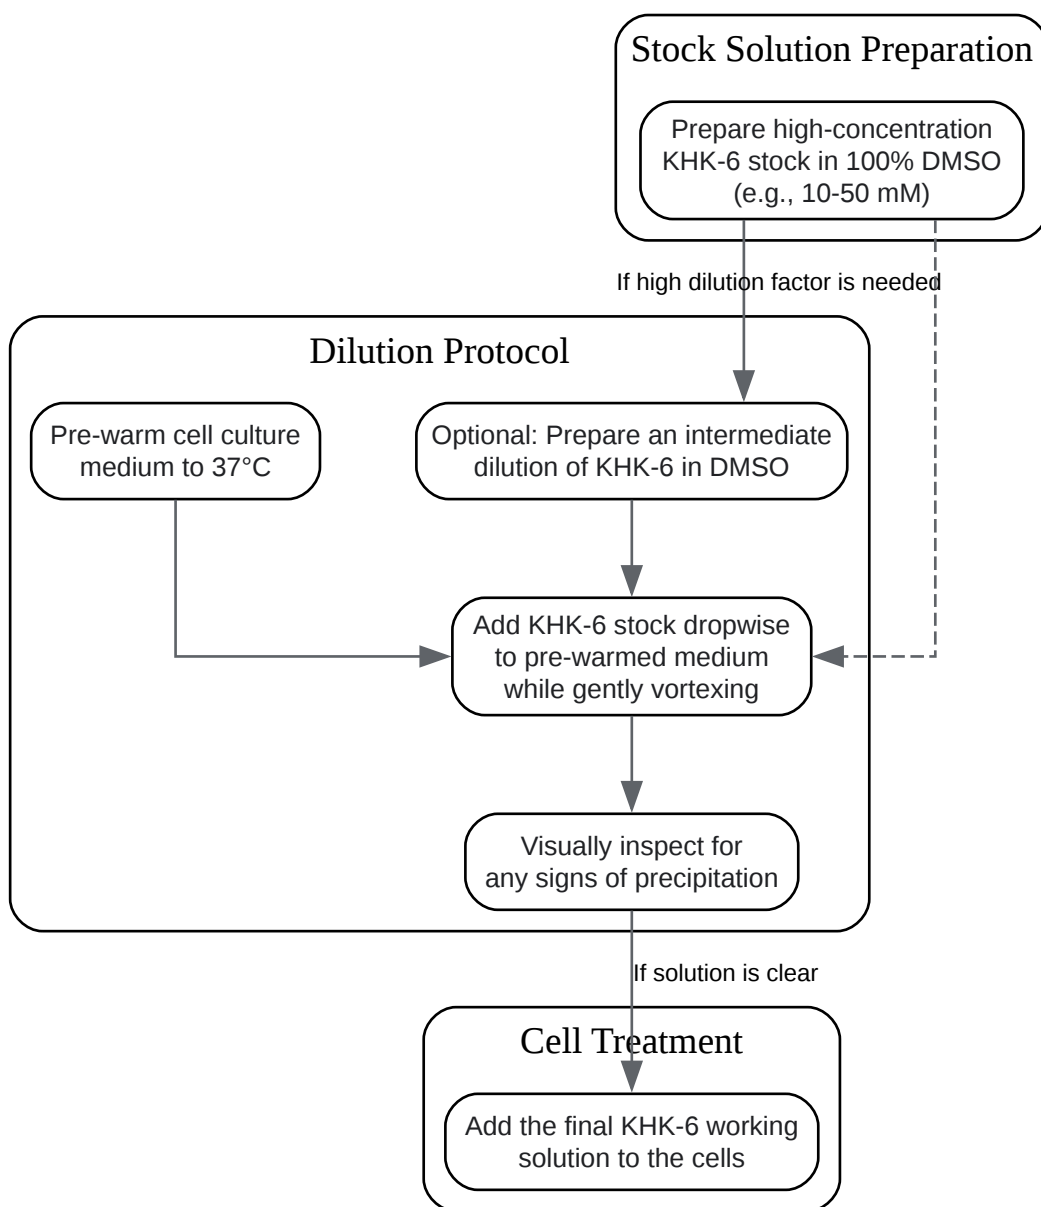 Stock Solution Preparation
Prepare high-concentration
KHK-6 stock in 100% DMSO
(e.g., 10-50 mM)
If high dilution factor is needed
Dilution Protocol
Pre-warm cell culture
medium to 37°C
Optional: Prepare an intermediate
dilution of KHK-6 in DMSO
Add KHK-6 stock dropwise
to pre-warmed medium
while gently vortexing
Visually inspect for
any signs of precipitation
If solution is clear
Cell Treatment
Add the final KHK-6 working
solution to the cells